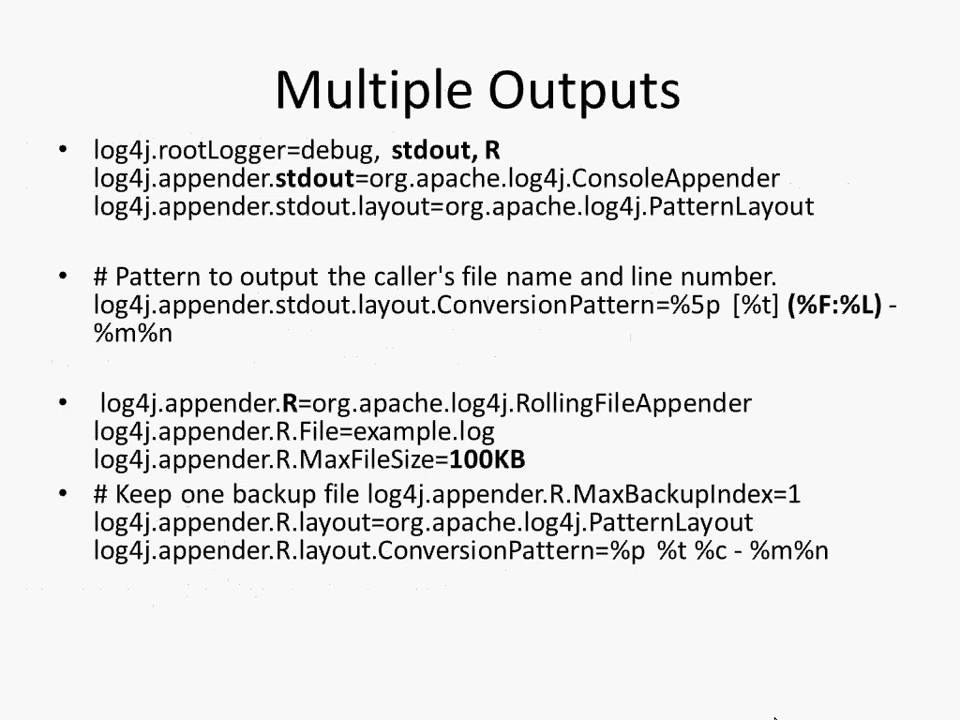 Multiple Outputs
• log4j.rootLogger=debug, stdout, R
log4j.appender.stdout=org.apache.log4j.ConsoleAppender
log4j.appender.stdout.layout=org.apache.log4j.PatternLayout
• # Pattern to output the caller's file name and line number.
log4j.appender.stdout.layout.ConversionPattern=%5p [%t] (%F:%L) -
%m%n
• log4j.appender.R=org.apache.log4j.RollingFileAppender
log4j.appender.R.File=example.log
log4j.appender.R.MaxFileSize=100KB
• # Keep one backup file log4j.appender.R.MaxBackupIndex=1
log4j.appender.R.layout=org.apache.log4j.PatternLayout
log4j.appender.R.layout.ConversionPattern=%p %t %c - %m%n